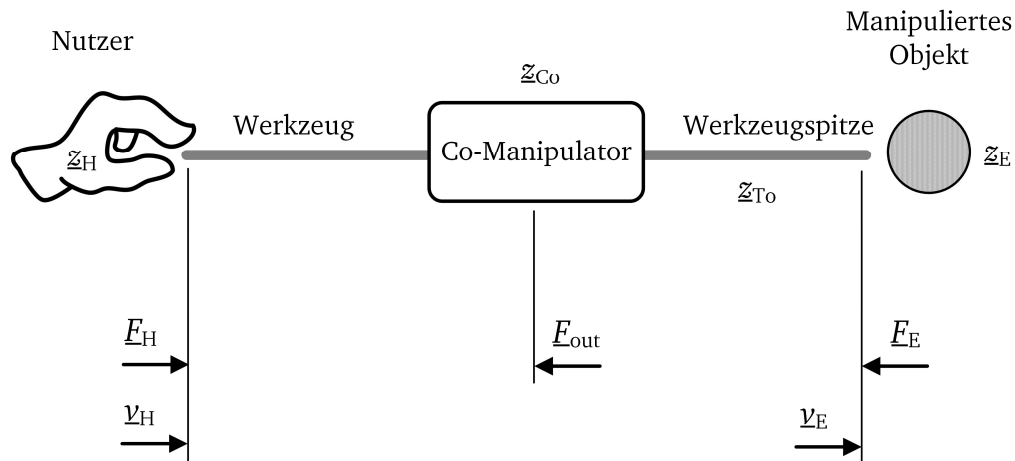 Nutzer
Manipuliertes
Objekt
z_Co
Werkzeug
Werkzeugspitze
Co-Manipulator
z_H
z_E
z_To
F_H
F_out
F_E
v_H
v_E